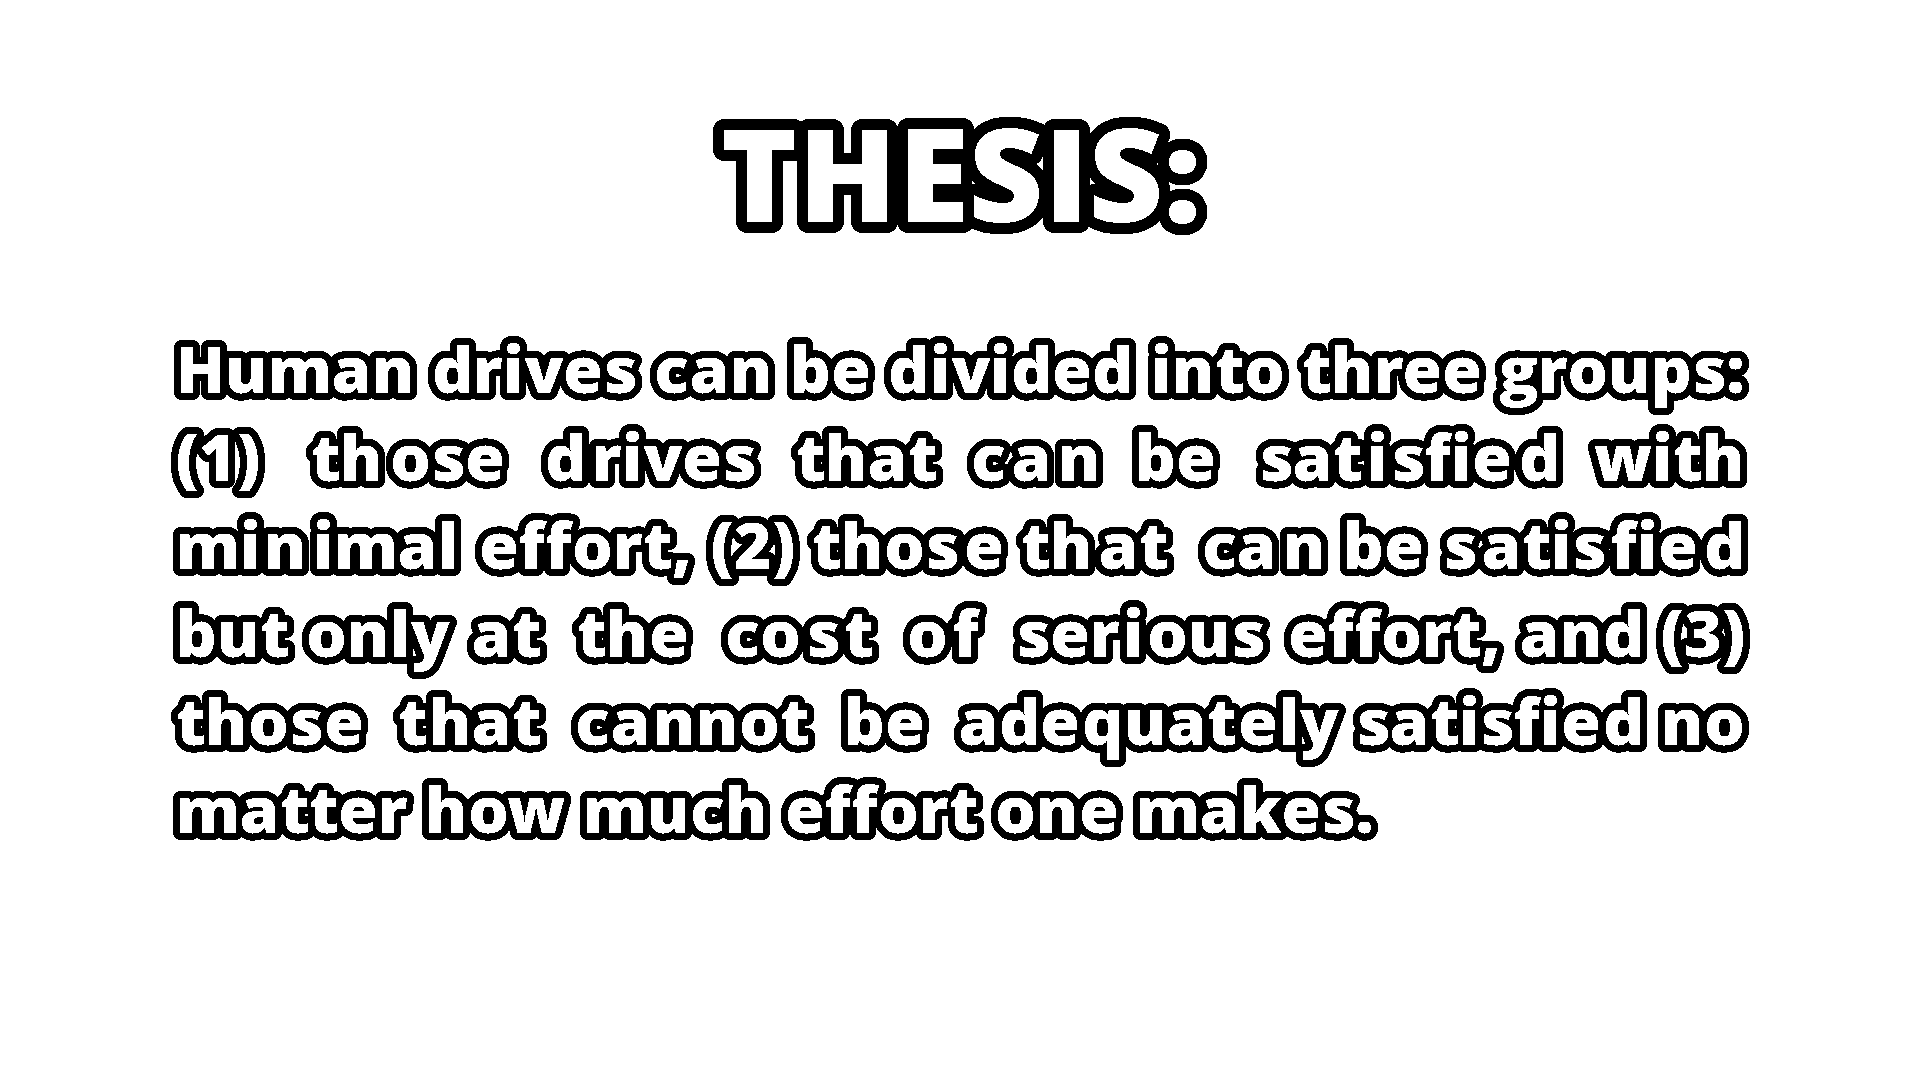 THESIS:
Human drives can be divided into three groups:
(1) those drives that can be satisfied with
minimal effort, (2) those that can be satisfied
but only at the cost of serious effort, and (3)
those that cannot be adequately satisfied no
matter how much effort one makes.